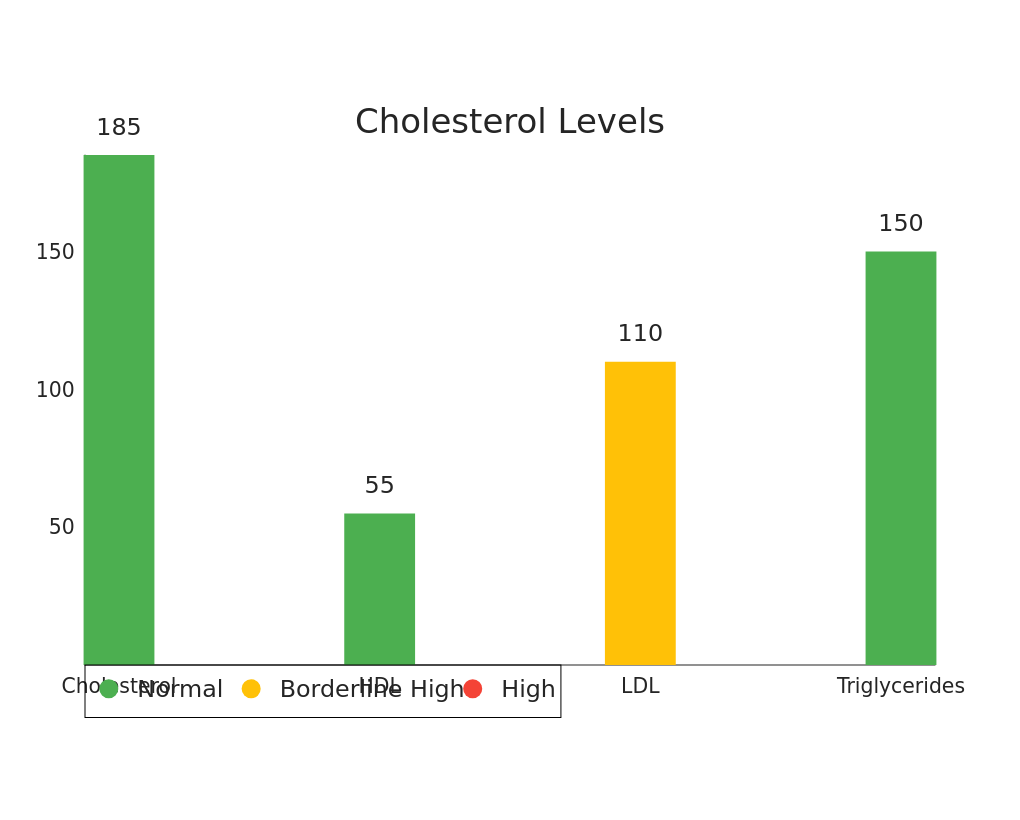 Cholesterol Levels
185
150
150
110
100
55
50
Cholesterol
HDL
LDL
Triglycerides
Normal
Borderline High
High